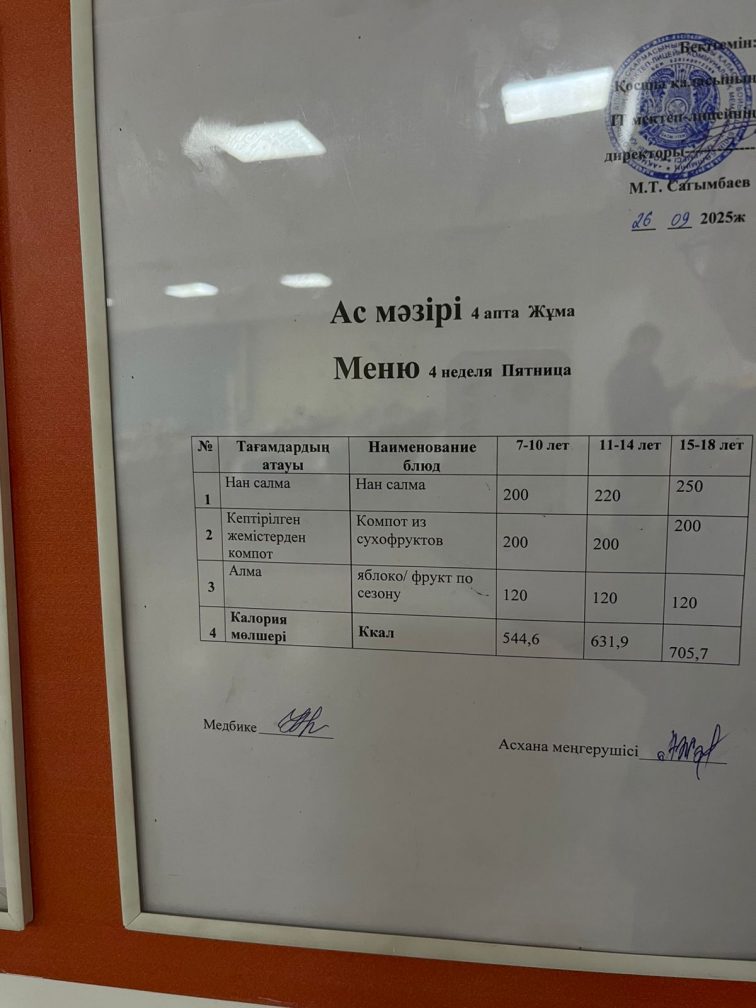 Бекітемін:
Қосшы қаласының
IT мектеп-лицейінің
директоры
М.Т. Сағымбаев
26 09 2025ж
Ас мәзірі 4 апта Жұма
Меню 4 неделя Пятница
№ Тағамдардың атауы Наименование блюд 7-10 лет 11-14 лет 15-18 лет
1 Нан салма Нан салма 200 220 250
2 Кептірілген жемістерден компот Компот из сухофруктов 200 200 200
3 Алма яблоко/ фрукт по сезону 120 120 120
4 Калория мөлшері Ккал 544,6 631,9 705,7
Медбике
Асхана меңгерушісі